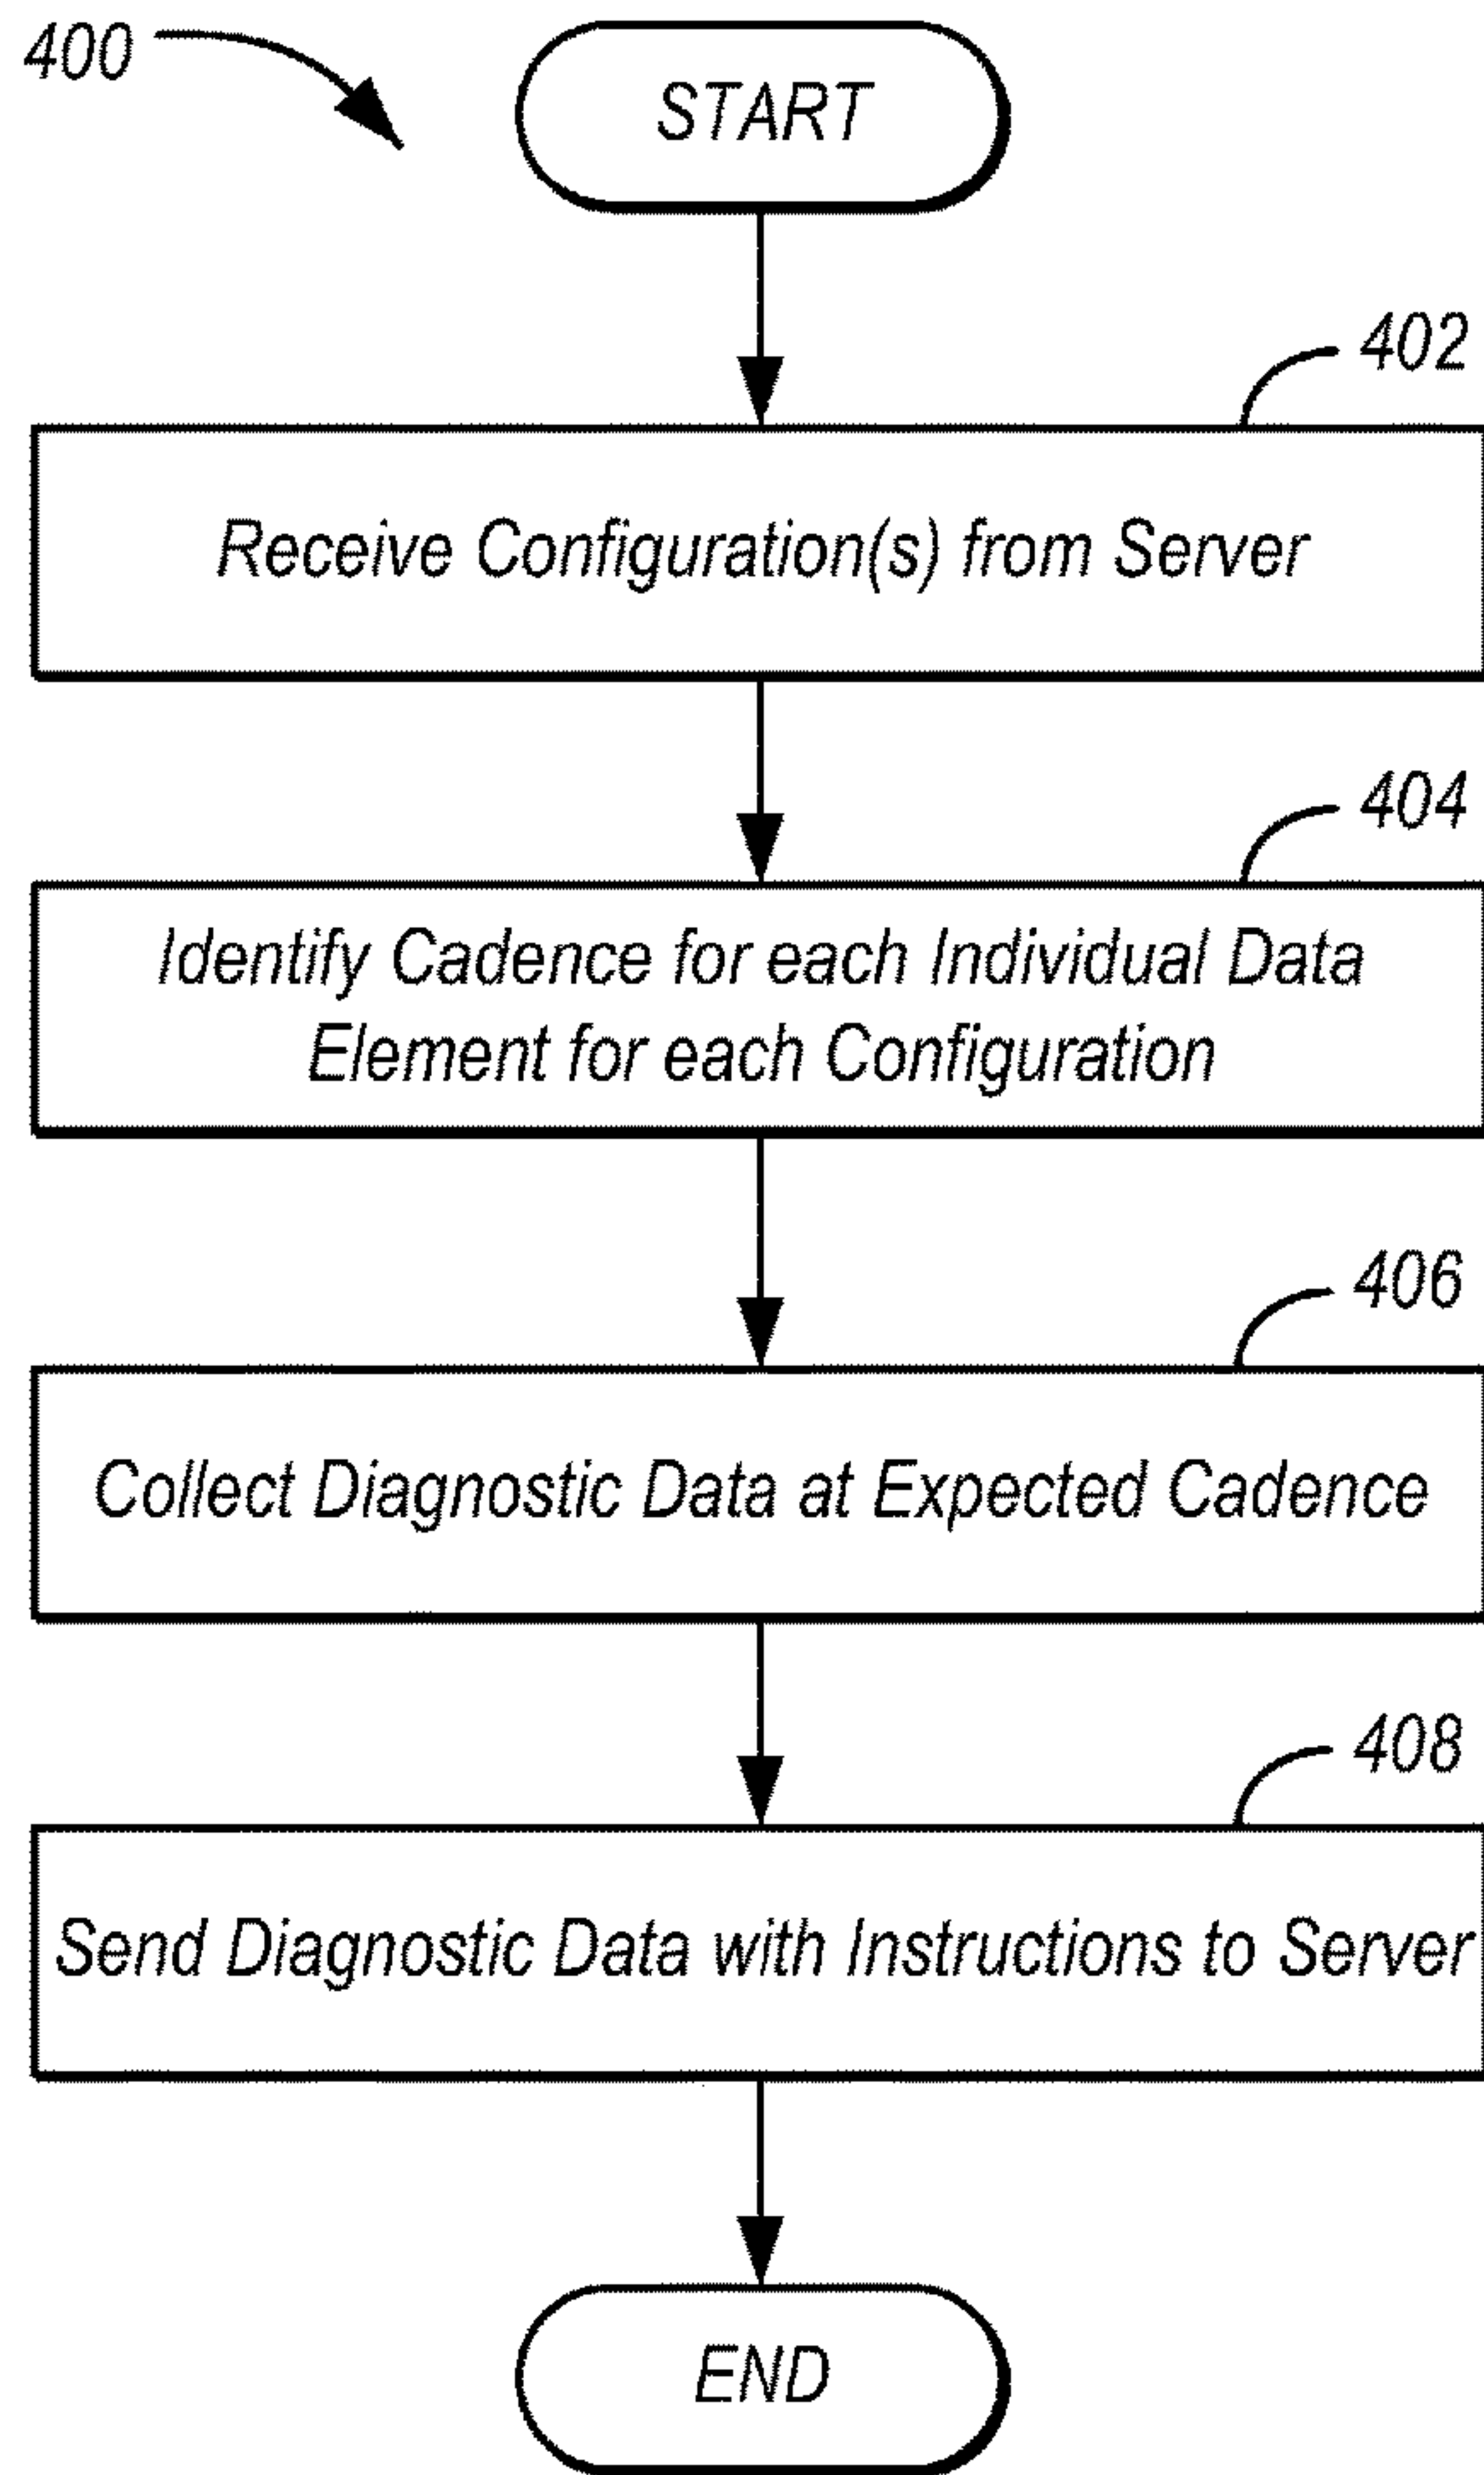 400
START
402
Receive Configuration(s) from Server
404
Identify Cadence for each Individual Data
Element for each Configuration
406
Collect Diagnostic Data at Expected Cadence
408
Send Diagnostic Data with Instructions to Server
END